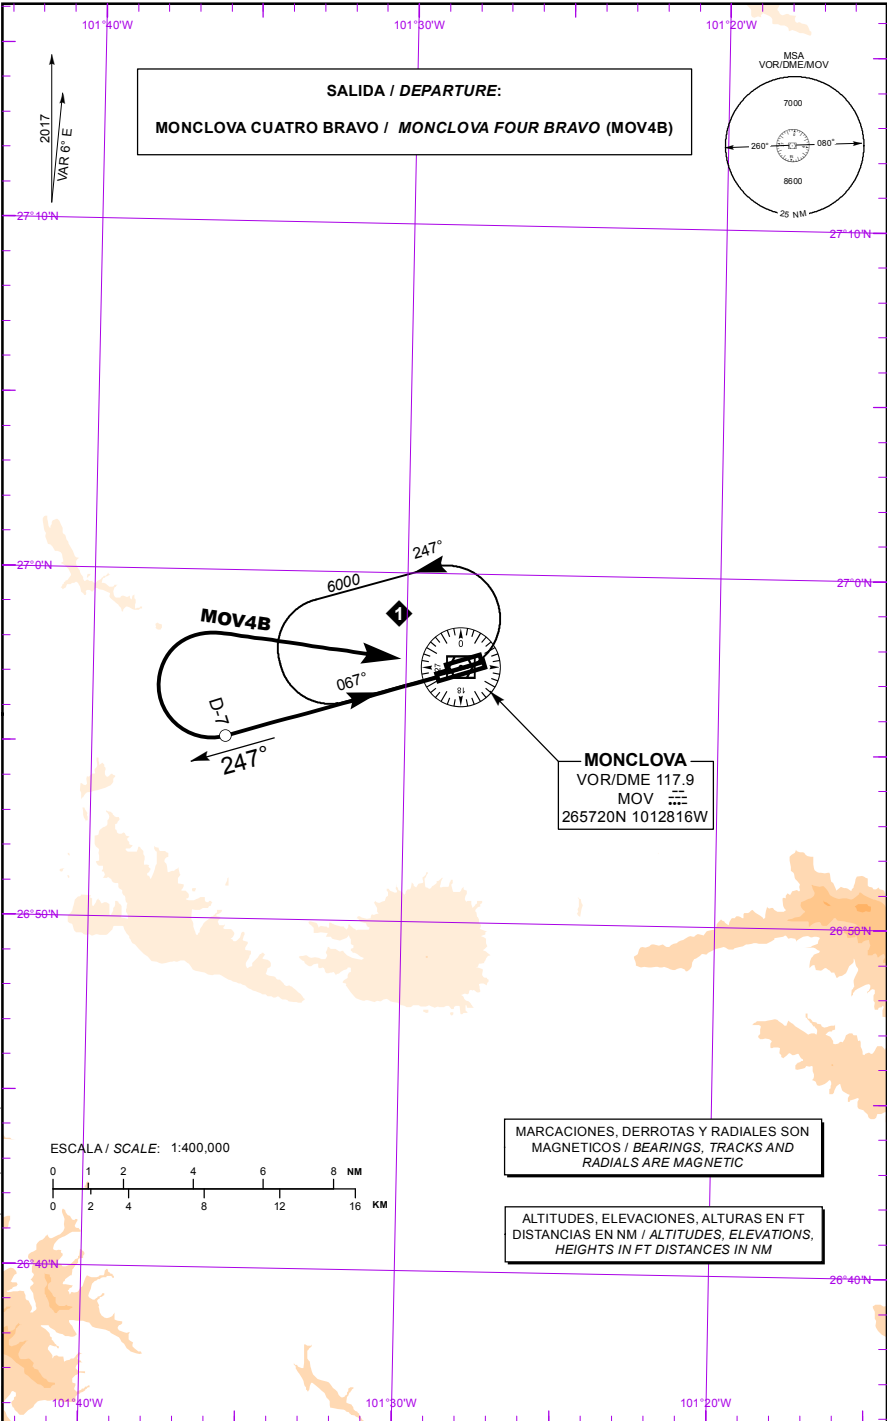 101°40'W
101°30'W
101°20'W
SALIDA / DEPARTURE:
MONCLOVA CUATRO BRAVO / MONCLOVA FOUR BRAVO (MOV4B)
2017
VAR 6° E
MSA
VOR/DME/MOV
7000
260°
080°
8600
25 NM
27°10'N
27°10'N
27°0'N
27°0'N
247°
6000
1
MOV4B
067°
D-7
247°
0
27
18
MONCLOVA
VOR/DME 117.9
MOV
265720N 1012816W
26°50'N
26°50'N
ESCALA / SCALE: 1:400,000
0 1 2 4 6 8 NM
0 2 4 8 12 16 KM
MARCACIONES, DERROTAS Y RADIALES SON
MAGNETICOS / BEARINGS, TRACKS AND
RADIALS ARE MAGNETIC
ALTITUDES, ELEVACIONES, ALTURAS EN FT
DISTANCIAS EN NM / ALTITUDES, ELEVATIONS,
HEIGHTS IN FT DISTANCES IN NM
26°40'N
26°40'N
101°40'W
101°30'W
101°20'W